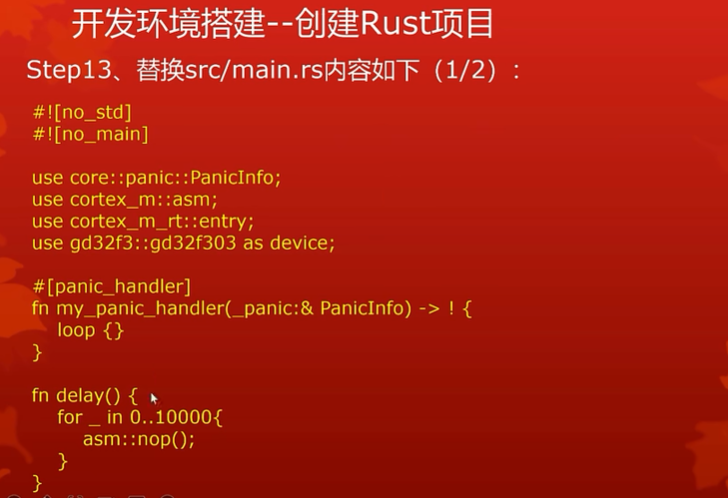 开发环境搭建--创建Rust项目
Step13、替换src/main.rs内容如下（1/2）:
#![no_std]
#![no_main]
use core::panic::PanicInfo;
use cortex_m::asm;
use cortex_m_rt::entry;
use gd32f3::gd32f303 as device;
#[panic_handler]
fn my_panic_handler(_panic:& PanicInfo) -> ! {
loop {}
}
fn delay() {
for _ in 0..10000{
asm::nop();
}
}